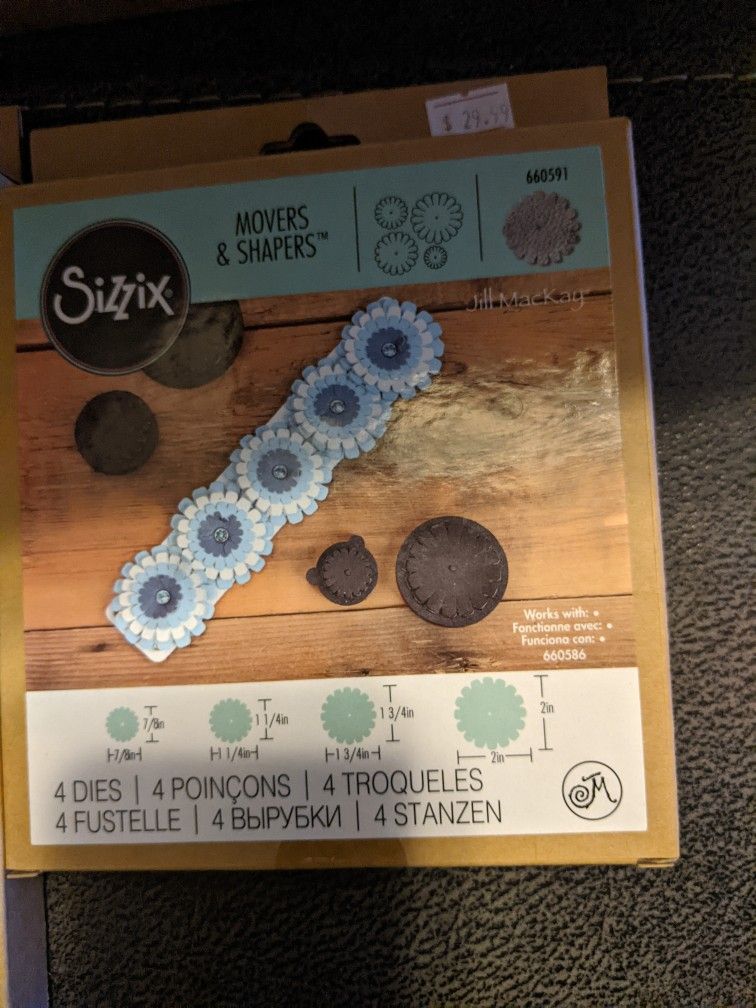 $ 29.99
Sizzix
MOVERS
& SHAPERS™
660591
Jill MacKay
Works with: •
Fonctionne avec: •
Funciona con: •
660586
7/8in
7/8in
1 1/4in
1 1/4in
1 3/4in
1 3/4in
2in
2in
4 DIES | 4 POINÇONS | 4 TROQUELES
4 FUSTELLE | 4 ВЫРУБКИ | 4 STANZEN
JM